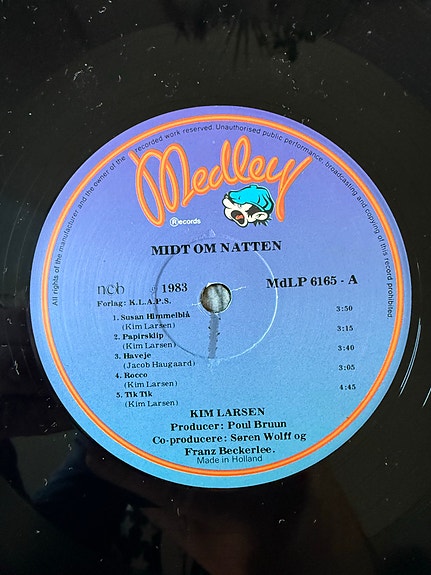 All rights of the manufacturer and the owner of the recorded work reserved. Unauthorised public performance, broadcasting and copying of this record prohibited.
Medley
Records
MIDT OM NATTEN
ncb ℗ 1983 MdLP 6165 - A
Forlag: K.L.A.P.S.
1. Susan Himmelblå 3:50
(Kim Larsen)
2. Papirsklip 3:15
(Kim Larsen)
3. Haveje 3:40
(Jacob Haugaard)
4. Rocco 3:05
(Kim Larsen)
5. Tik Tik 4:45
(Kim Larsen)
KIM LARSEN
Producer: Poul Bruun
Co-producere: Søren Wolff og
Franz Beckerlee.
Made in Holland